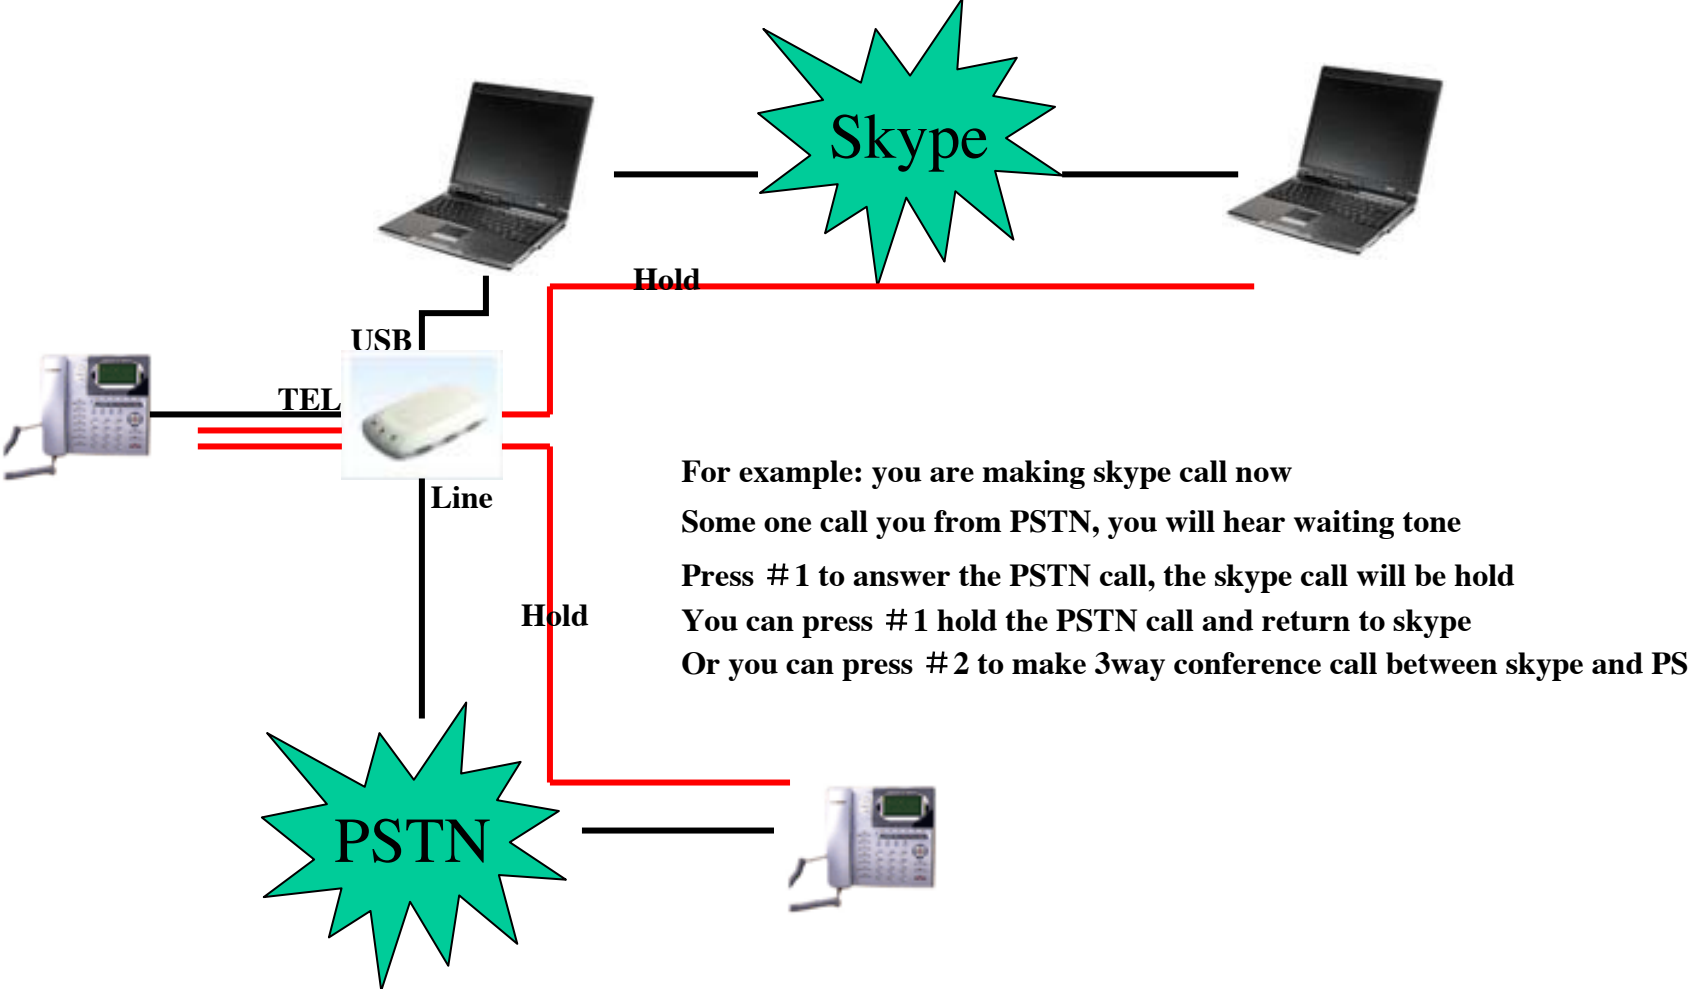 Skype
Hold
USB
TEL
Line
For example: you are making skype call now
Some one call you from PSTN, you will hear waiting tone
Press ＃1 to answer the PSTN call, the skype call will be hold
Hold
You can press ＃1 hold the PSTN call and return to skype
Or you can press ＃2 to make 3way conference call between skype and PS
PSTN